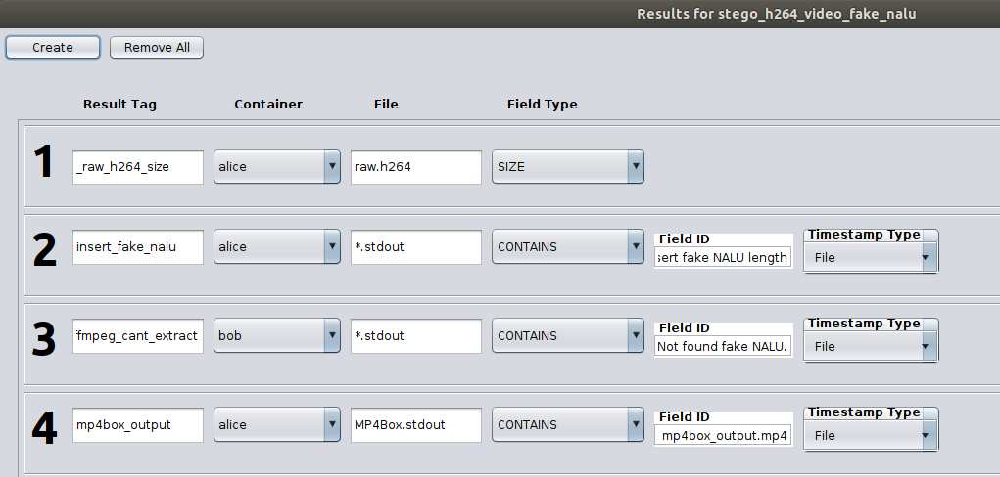 Results for stego_h264_video_fake_nalu
Create Remove All
Result Tag Container File Field Type
1 _raw_h264_size alice raw.h264 SIZE
2 insert_fake_nalu alice *.stdout CONTAINS Field ID sert fake NALU length Timestamp Type File
3 fmpeg_cant_extract bob *.stdout CONTAINS Field ID Not found fake NALU. Timestamp Type File
4 mp4box_output alice MP4Box.stdout CONTAINS Field ID mp4box_output.mp4 Timestamp Type File